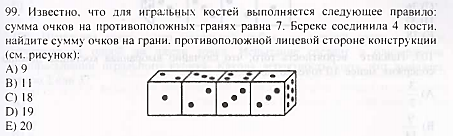 99. Известно, что для игральных костей выполняется следующее правило:
сумма очков на противоположных гранях равна 7. Берекс соединила 4 кости.
найдите сумму очков на грани. противоположной лицевой стороне конструкции
(см. рисунок):
A) 9
B) 11
C) 18
D) 19
E) 20